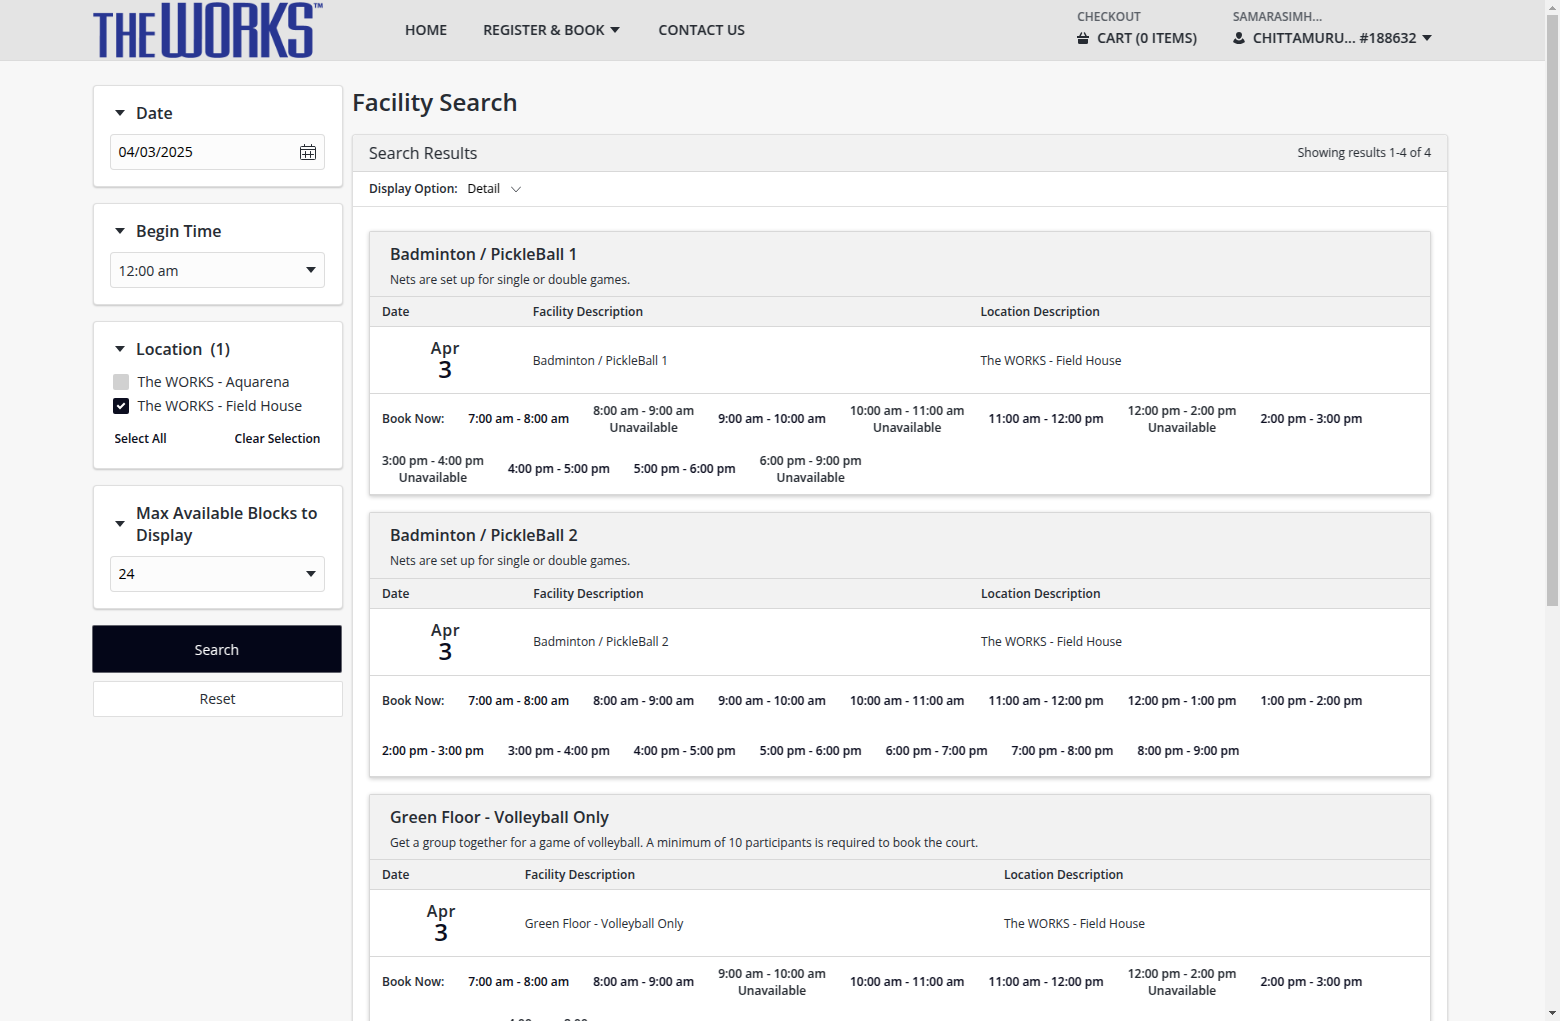 THE WORKS™
HOME
REGISTER & BOOK
CONTACT US
CHECKOUT
CART (0 ITEMS)
SAMARASIMH...
CHITTAMURU... #188632
Date
04/03/2025
Begin Time
12:00 am
Location (1)
The WORKS - Aquarena
The WORKS - Field House
Select All
Clear Selection
Max Available Blocks to
Display
24
Search
Reset
Facility Search
Search Results
Showing results 1-4 of 4
Display Option: Detail
Badminton / PickleBall 1
Nets are set up for single or double games.
Date Facility Description Location Description
Apr
3
Badminton / PickleBall 1
The WORKS - Field House
Book Now:
7:00 am - 8:00 am
8:00 am - 9:00 am
Unavailable
9:00 am - 10:00 am
10:00 am - 11:00 am
Unavailable
11:00 am - 12:00 pm
12:00 pm - 2:00 pm
Unavailable
2:00 pm - 3:00 pm
3:00 pm - 4:00 pm
Unavailable
4:00 pm - 5:00 pm
5:00 pm - 6:00 pm
6:00 pm - 9:00 pm
Unavailable
Badminton / PickleBall 2
Nets are set up for single or double games.
Date Facility Description Location Description
Apr
3
Badminton / PickleBall 2
The WORKS - Field House
Book Now:
7:00 am - 8:00 am
8:00 am - 9:00 am
9:00 am - 10:00 am
10:00 am - 11:00 am
11:00 am - 12:00 pm
12:00 pm - 1:00 pm
1:00 pm - 2:00 pm
2:00 pm - 3:00 pm
3:00 pm - 4:00 pm
4:00 pm - 5:00 pm
5:00 pm - 6:00 pm
6:00 pm - 7:00 pm
7:00 pm - 8:00 pm
8:00 pm - 9:00 pm
Green Floor - Volleyball Only
Get a group together for a game of volleyball. A minimum of 10 participants is required to book the court.
Date Facility Description Location Description
Apr
3
Green Floor - Volleyball Only
The WORKS - Field House
Book Now:
7:00 am - 8:00 am
8:00 am - 9:00 am
9:00 am - 10:00 am
Unavailable
10:00 am - 11:00 am
11:00 am - 12:00 pm
12:00 pm - 2:00 pm
Unavailable
2:00 pm - 3:00 pm